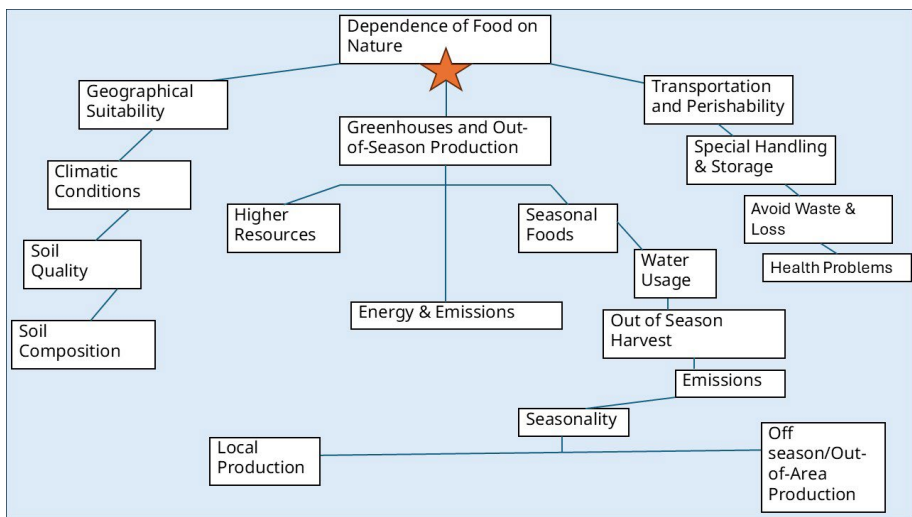 Dependence of Food on
Nature
Geographical
Suitability
Transportation
and Perishability
Greenhouses and Out-
of-Season Production
Special Handling
& Storage
Climatic
Conditions
Avoid Waste &
Loss
Higher
Resources
Seasonal
Foods
Soil
Quality
Water
Usage
Health Problems
Energy & Emissions
Out of Season
Harvest
Soil
Composition
Emissions
Seasonality
Local
Production
Off
season/Out-
of-Area
Production